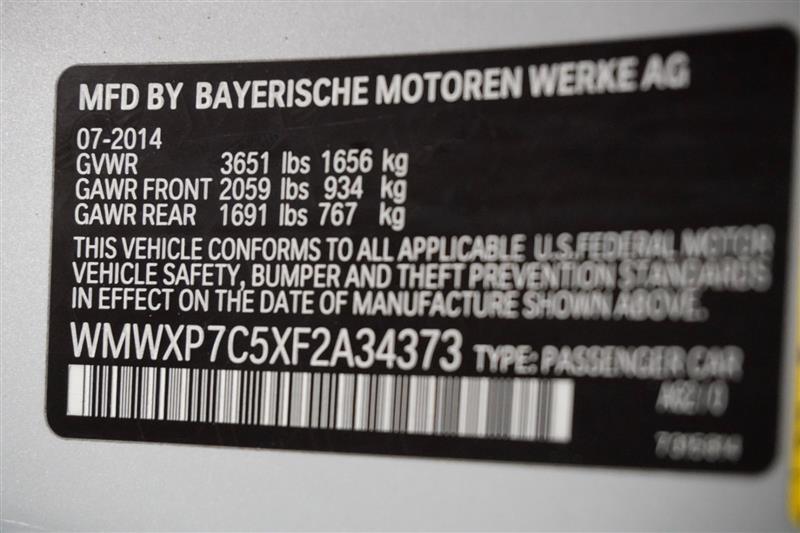 MFD BY BAYERISCHE MOTOREN WERKE AG
07-2014
GVWR 3651 lbs 1656 kg
GAWR FRONT 2059 lbs 934 kg
GAWR REAR 1691 lbs 767 kg
THIS VEHICLE CONFORMS TO ALL APPLICABLE U.S.FEDERAL MOTOR
VEHICLE SAFETY, BUMPER AND THEFT PREVENTION STANDARDS
IN EFFECT ON THE DATE OF MANUFACTURE SHOWN ABOVE.
WMWXP7C5XF2A34373 TYPE: PASSENGER CAR